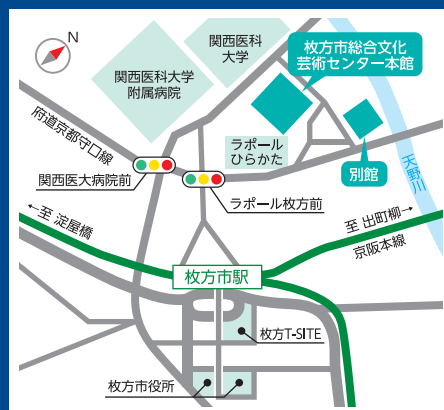 N
関西医科
大学
枚方市総合文化
芸術センター本館
関西医科大学
附属病院
府道京都守口線
ラポール
ひらかた
別館
天野川
関西医大病院前
ラポール枚方前
←至 淀屋橋
至 出町柳→
京阪本線
枚方市駅
枚方T-SITE
枚方市役所